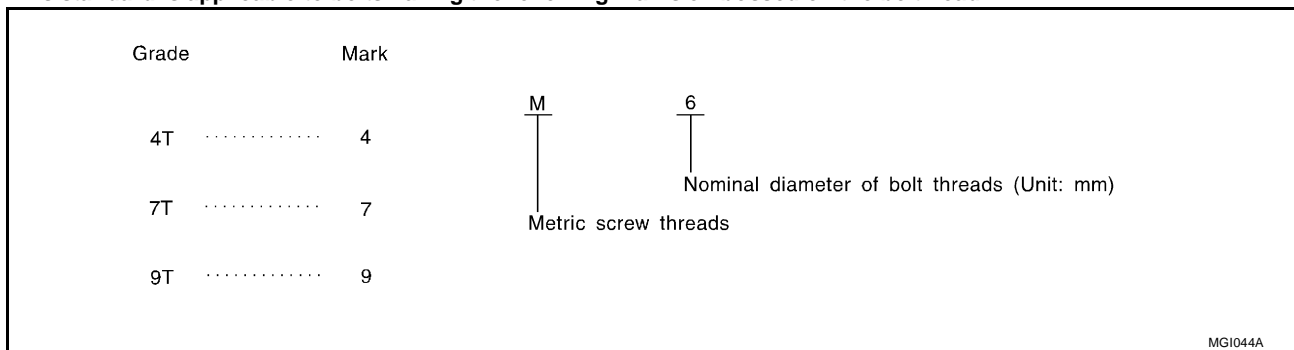 Grade Mark
M 6
4T ............. 4
Nominal diameter of bolt threads (Unit: mm)
7T ............. 7
Metric screw threads
9T ............. 9
MGI044A